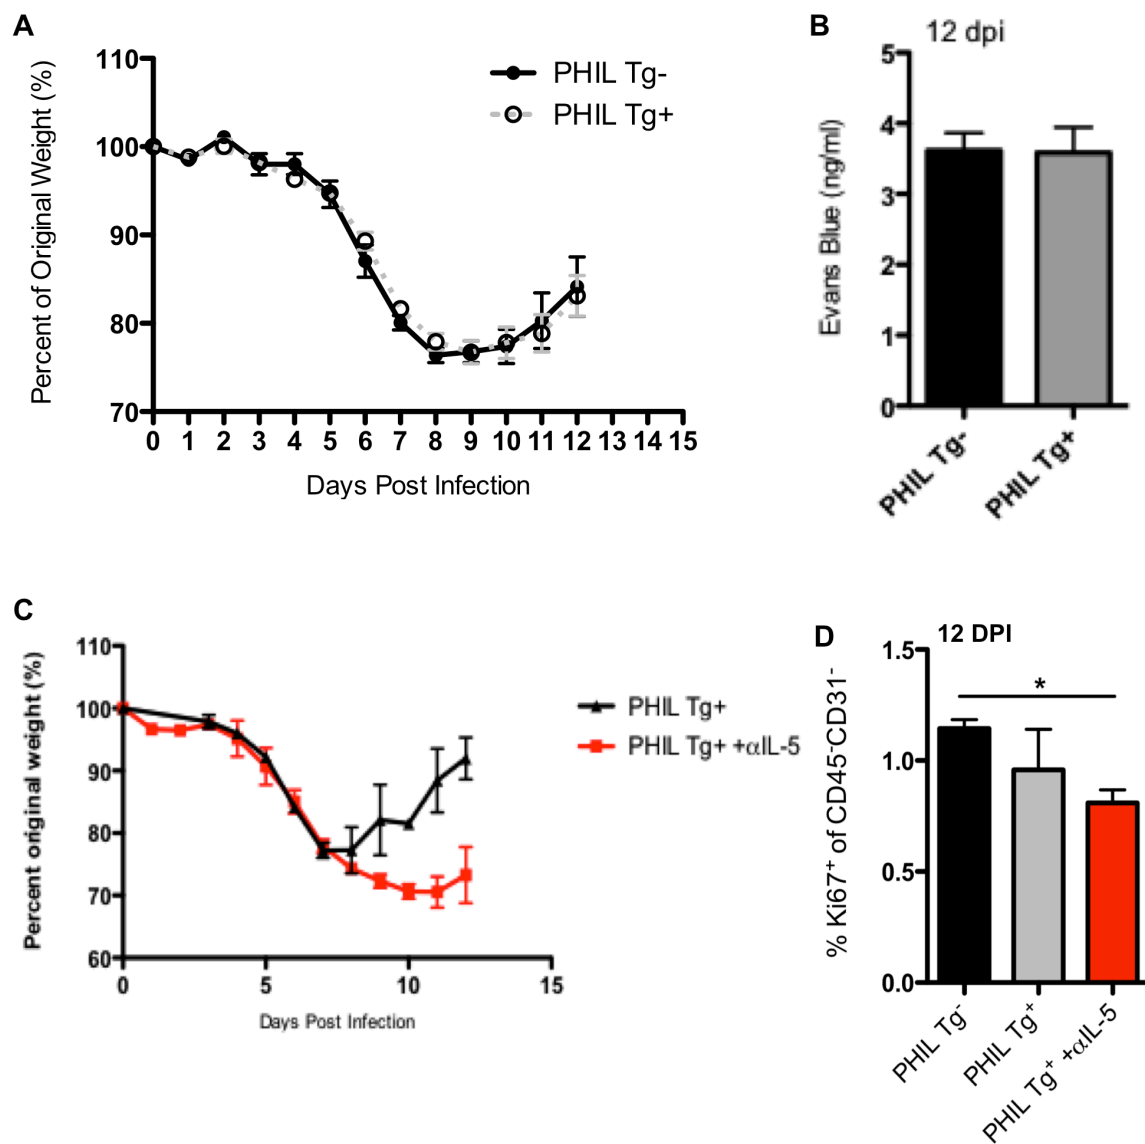 A
110
100
90
80
70
0 1 2 3 4 5 6 7 8 9 10 11 12 13 14 15
Percent of Original Weight (%)
Days Post Infection
PHIL Tg-
PHIL Tg+
B
12 dpi
5
4
3
2
1
0
Evans Blue (ng/ml)
PHIL Tg-
PHIL Tg+
C
110
100
90
80
70
60
0 5 10 15
Percent original weight (%)
Days Post Infection
PHIL Tg+
PHIL Tg+ +αIL-5
D
12 DPI
*
1.5
1.0
0.5
0.0
% Ki67⁺ of CD45⁻CD31⁻
PHIL Tg⁻
PHIL Tg⁺
PHIL Tg⁺ +αIL-5